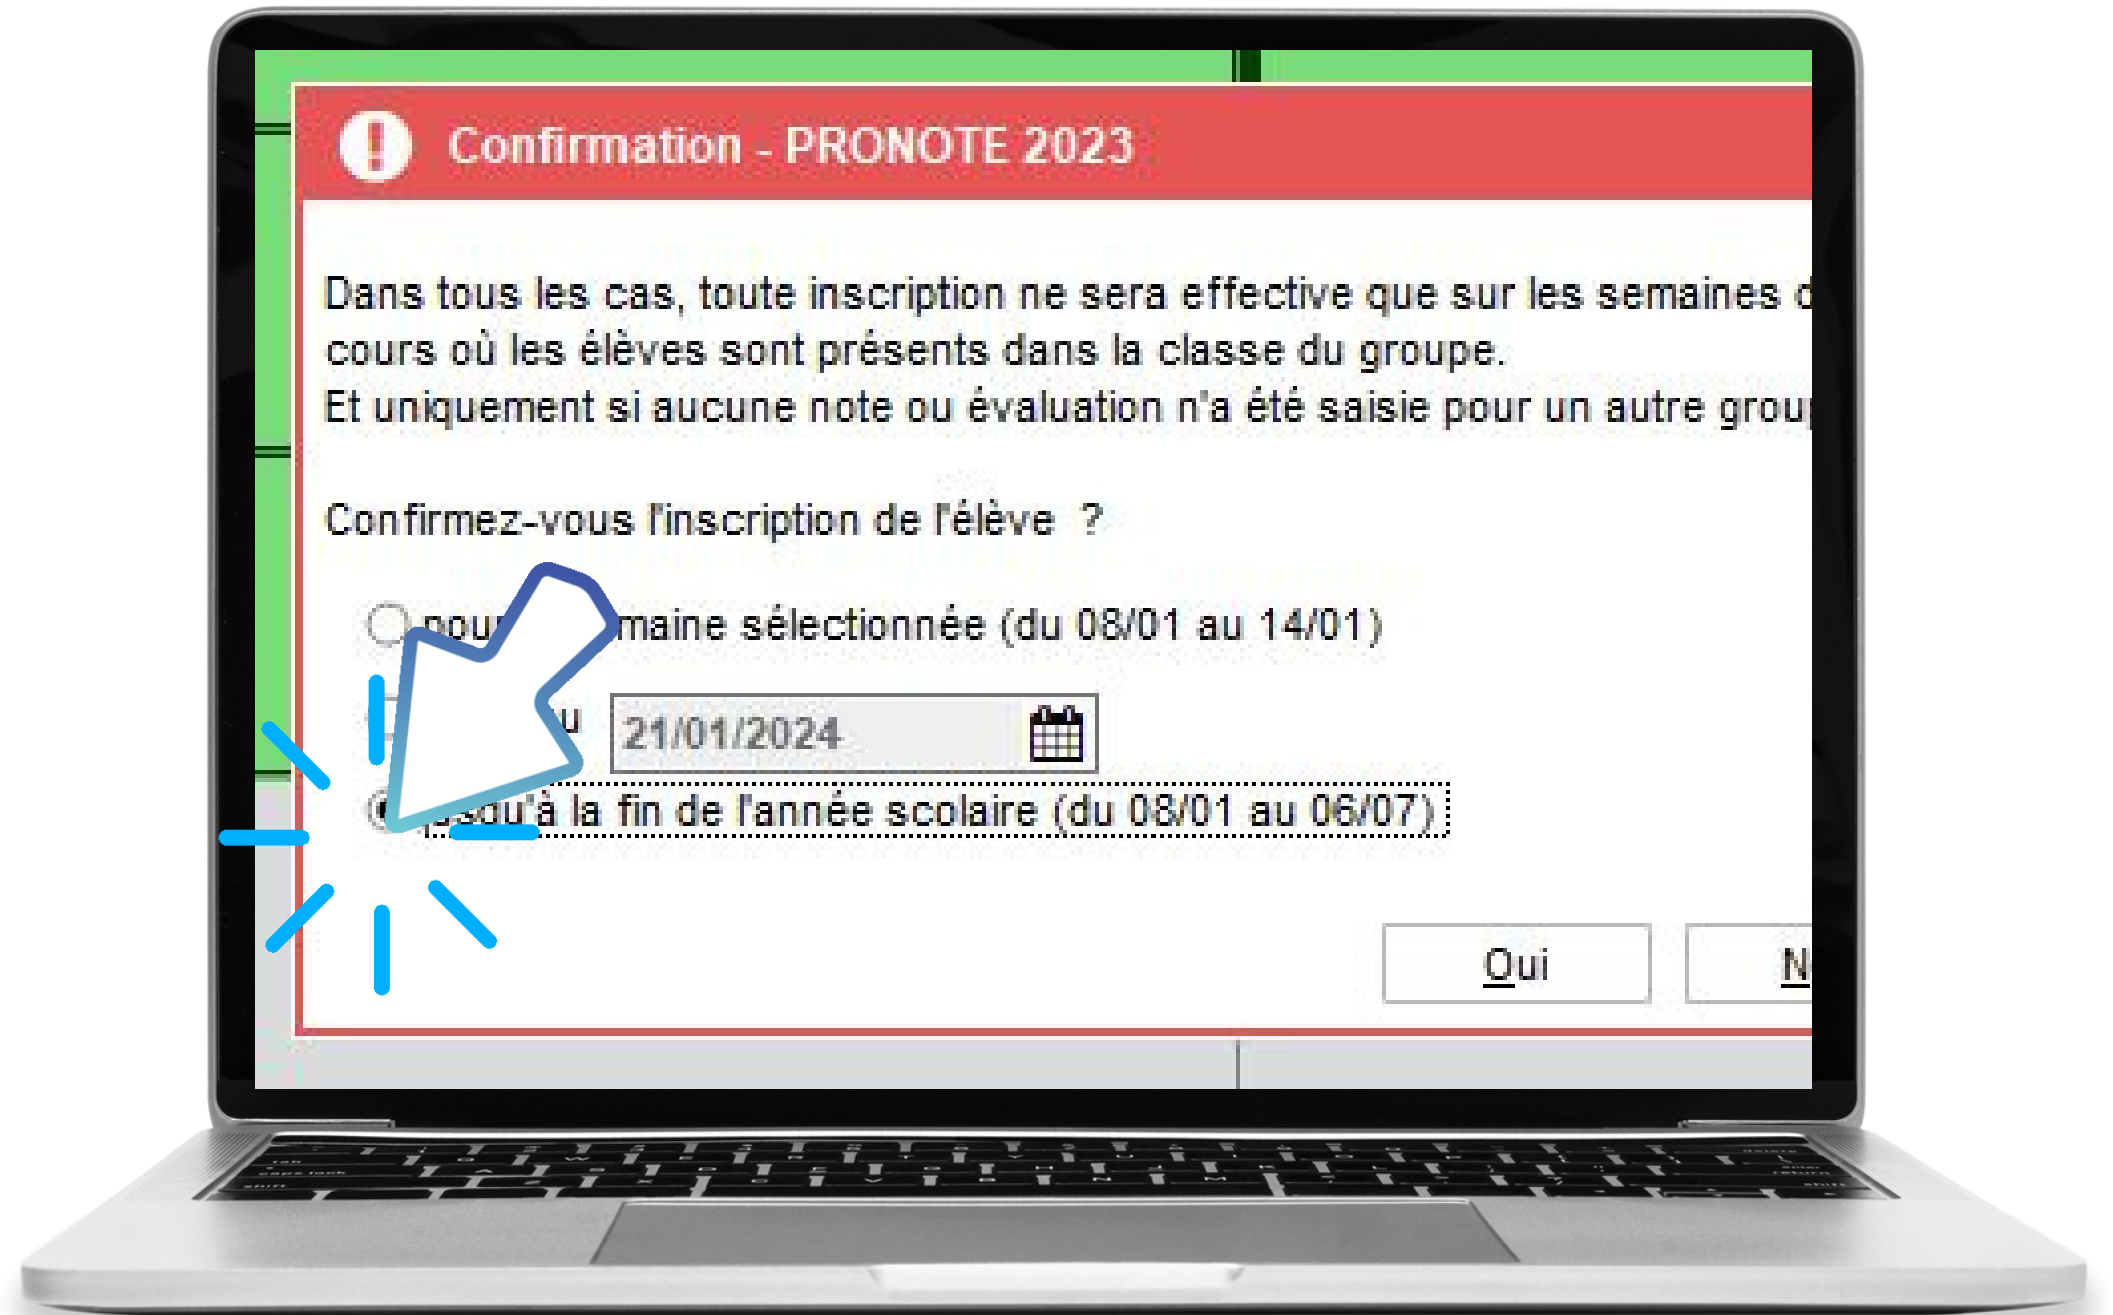 Confirmation - PRONOTE 2023
Dans tous les cas, toute inscription ne sera effective que sur les semaines
cours où les élèves sont présents dans la classe du groupe.
Et uniquement si aucune note ou évaluation n'a été saisie pour un autre
Confirmez-vous l'inscription de l'élève ?
sélectionnée (du 08/01 au 14/01)
21/01/2024
à la fin de l'année scolaire (du 08/01 au 06/07)
Oui